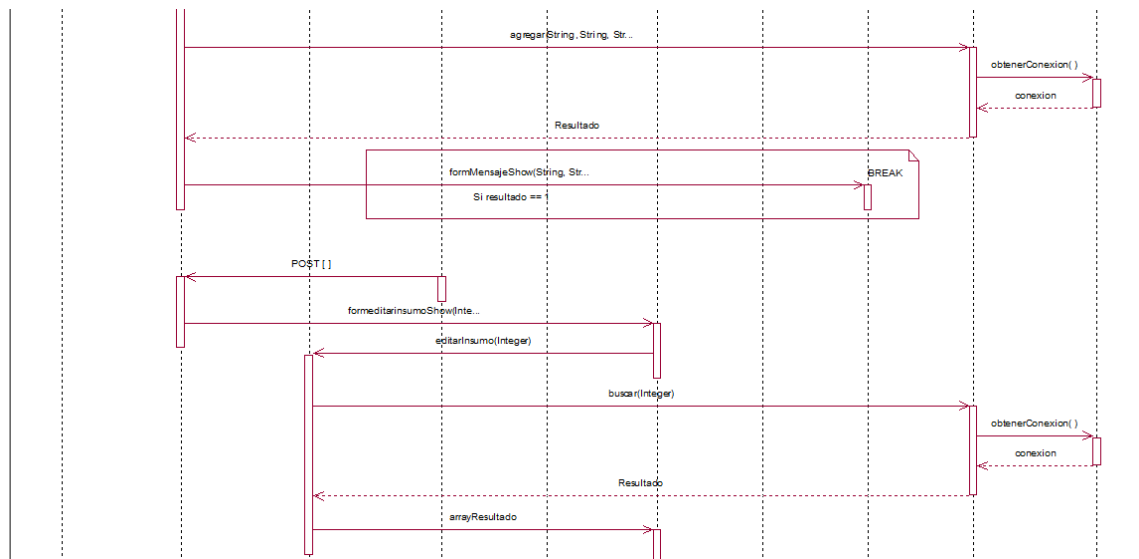 agregar(String, String, Str...
obtenerConexion( )
conexion
Resultado
formMensajeShow(String, Str...
BREAK
Si resultado == 1
POST [ ]
formeditarinsumoShow(Inte...
editarInsumo(Integer)
buscar(Integer)
obtenerConexion( )
conexion
Resultado
arrayResultado